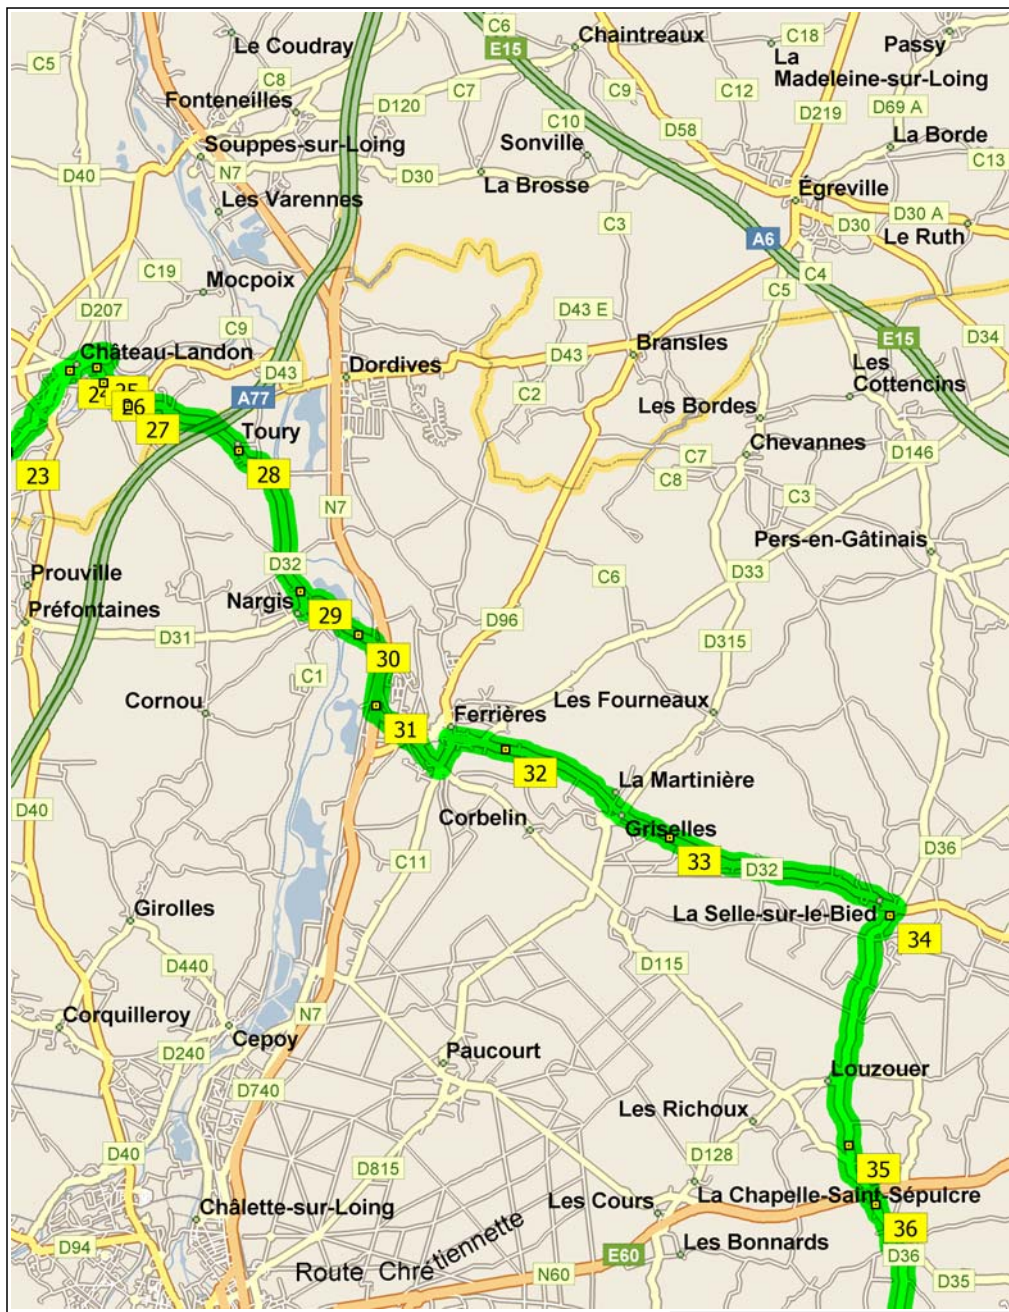 C6
Le Coudray
E15
Chaintreaux
C18
Passy
La
Madeleine-sur-Loing
C5
C8
C7
C9
C12
Fonteneilles
D120
C10
D58
D219
D69 A
Souppes-sur-Loing
Sonville
La Borde
D40
N7
D30
La Brosse
C13
Les Varennes
Égreville
C3
D30 A
D30
Le Ruth
A6
C19
Mocpoix
C4
C5
D207
D43 E
C9
E15
D34
Château-Landon
D43
Dordives
D43
Bransles
Les
Cottencins
24
25
26
A77
C2
27
Toury
Les Bordes
Chevannes
23
28
C7
C8
D146
N7
C3
Pers-en-Gâtinais
D32
C6
D33
Prouville
Nargis
Préfontaines
29
D96
D31
30
D315
C1
Cornou
Les Fourneaux
31
Ferrières
32
La Martinière
D40
Corbelin
Griselles
33
D32
D36
C11
Girolles
La Selle-sur-le-Bied
34
D440
D115
Corquilleroy
N7
Cepoy
D240
Paucourt
D740
Louzouer
Les Richoux
D40
D815
D128
35
Châlette-sur-Loing
Les Cours
La Chapelle-Saint-Sépulcre
36
D94
Route Chrétiennette
E60
Les Bonnards
D36
N60
D35